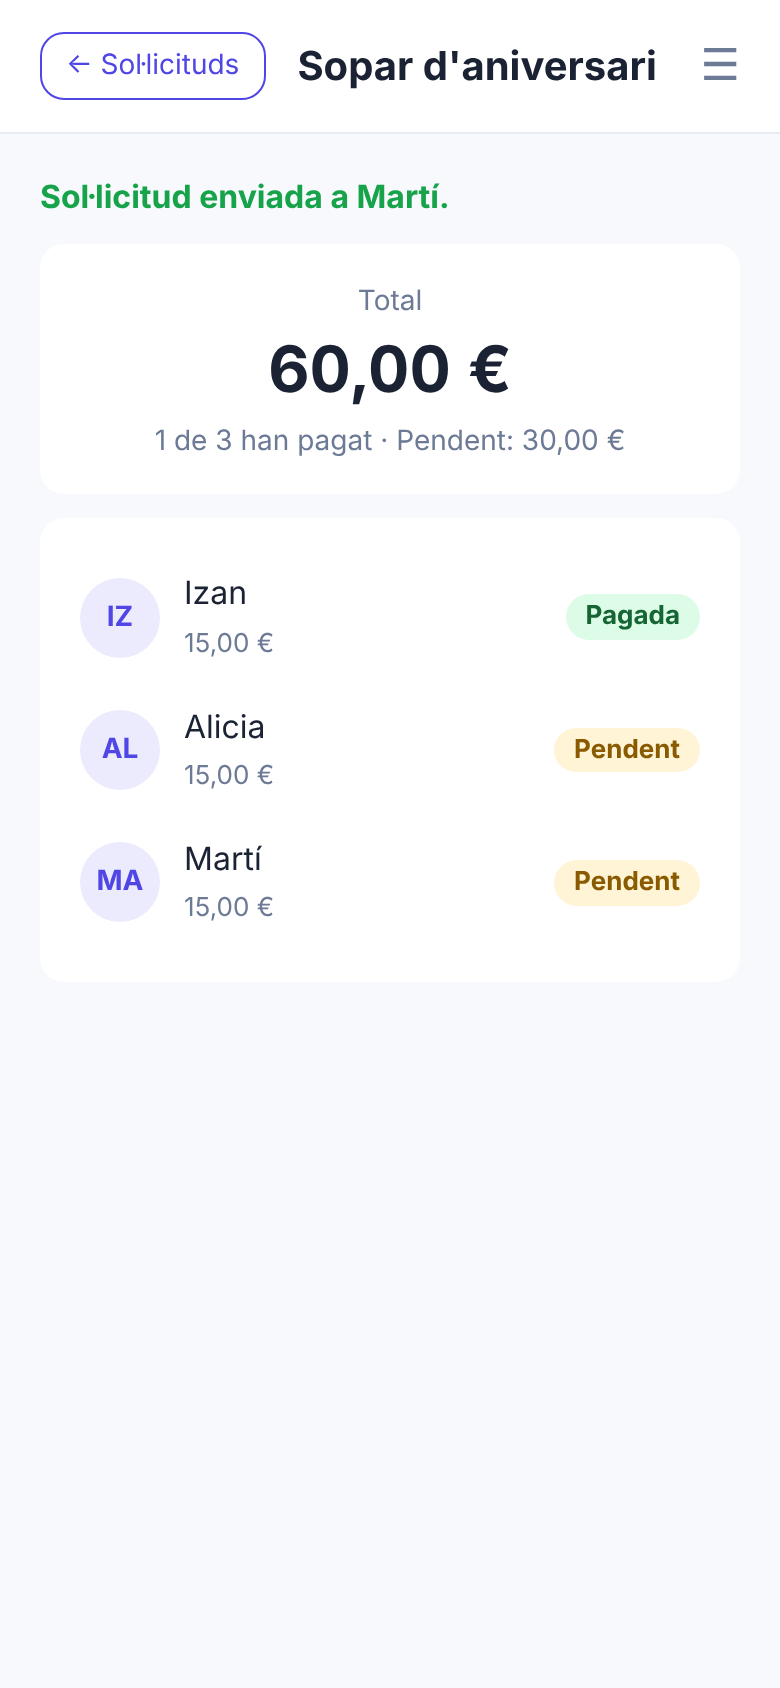 ← Sol·licituds
Sopar d'aniversari
☰
Sol·licitud enviada a Martí.
Total
60,00 €
1 de 3 han pagat · Pendent: 30,00 €
IZ
Izan
15,00 €
Pagada
AL
Alicia
15,00 €
Pendent
MA
Martí
15,00 €
Pendent